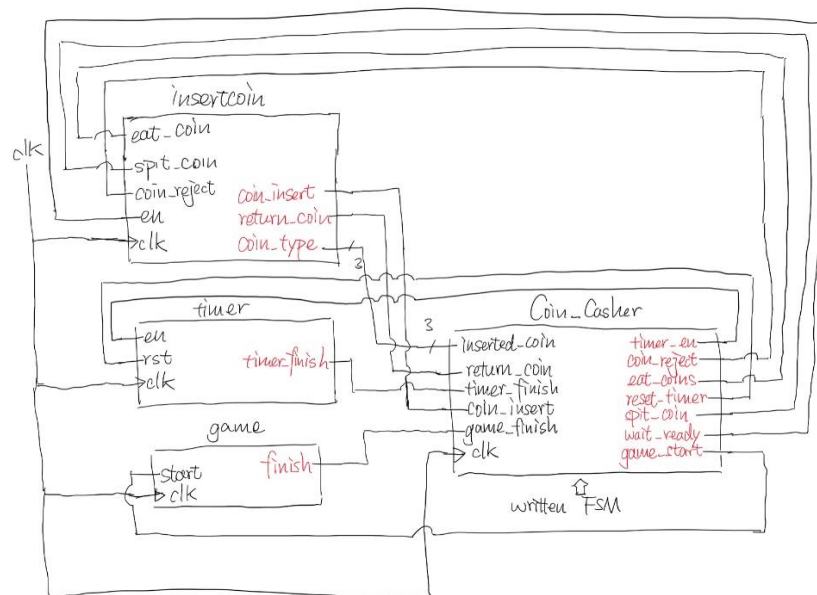 insertcoin
clk
eat_coin
spit_coin
coin_reject
en
clk
coin_insert
return_coin
coin_type
3
timer
en
rst
clk
timer_finish
game
start
clk
finish
Coin_Casher
3
inserted_coin
return_coin
timer_finish
coin_insert
game_finish
clk
timer_en
coin_reject
eat_coins
reset_timer
spit_coin
wait_ready
game_start
written FSM